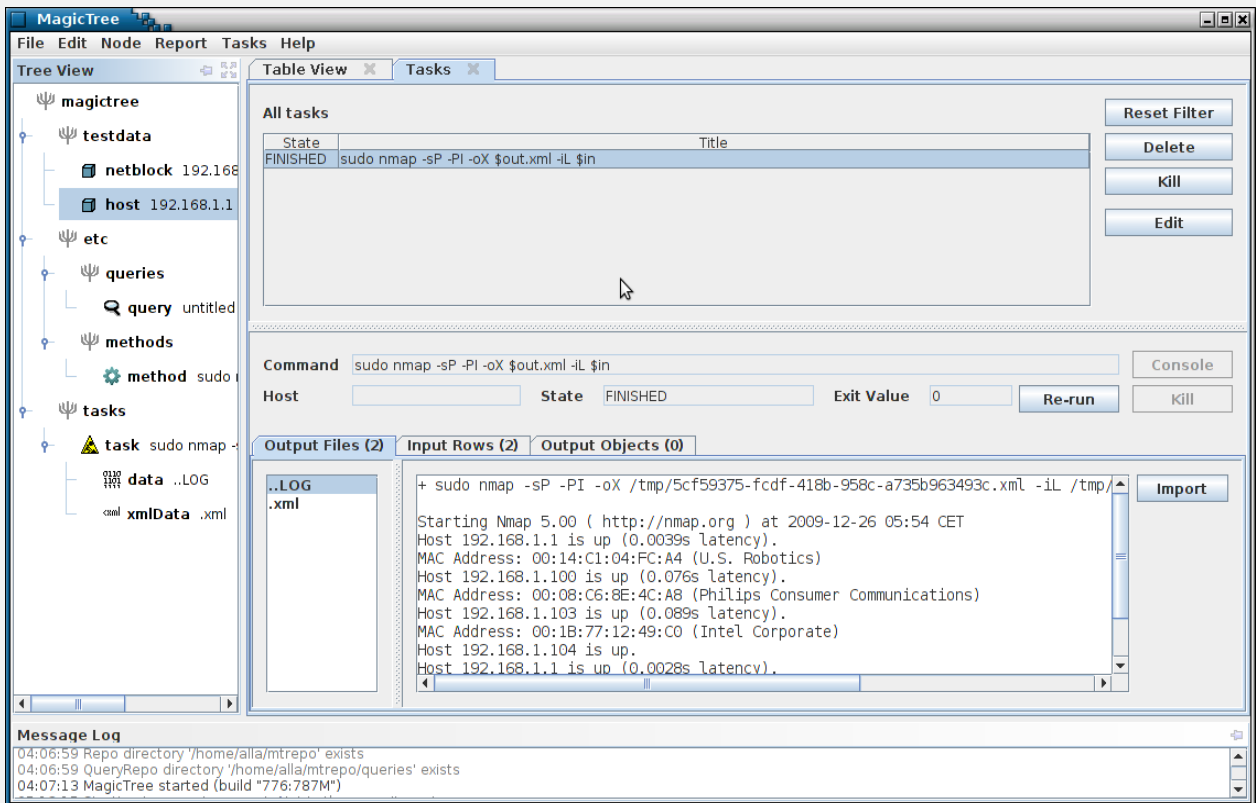 MagicTree
File Edit Node Report Tasks Help
Tree View
magictree
testdata
netblock 192.168
host 192.168.1.1
etc
queries
query untitled
methods
method sudo
tasks
task sudo nmap
data ..LOG
xmlData .xml
Table View
Tasks
All tasks
State Title
FINISHED sudo nmap -sP -PI -oX $out.xml -iL $in
Reset Filter
Delete
Kill
Edit
Command sudo nmap -sP -PI -oX $out.xml -iL $in
Console
Host State FINISHED Exit Value 0 Re-run Kill
Output Files (2) Input Rows (2) Output Objects (0)
..LOG
.xml
+ sudo nmap -sP -PI -oX /tmp/5cf59375-fcdf-418b-958c-a735b963493c.xml -iL /tmp/
Starting Nmap 5.00 ( http://nmap.org ) at 2009-12-26 05:54 CET
Host 192.168.1.1 is up (0.0039s latency).
MAC Address: 00:14:C1:04:FC:A4 (U.S. Robotics)
Host 192.168.1.100 is up (0.076s latency).
MAC Address: 00:08:C6:8E:4C:A8 (Philips Consumer Communications)
Host 192.168.1.103 is up (0.089s latency).
MAC Address: 00:1B:77:12:49:C0 (Intel Corporate)
Host 192.168.1.104 is up.
Host 192.168.1.1 is up (0.0028s latency).
Import
Message Log
04:06:59 Repo directory '/home/alla/mtrepo' exists
04:06:59 QueryRepo directory '/home/alla/mtrepo/queries' exists
04:07:13 MagicTree started (build "776:787M")